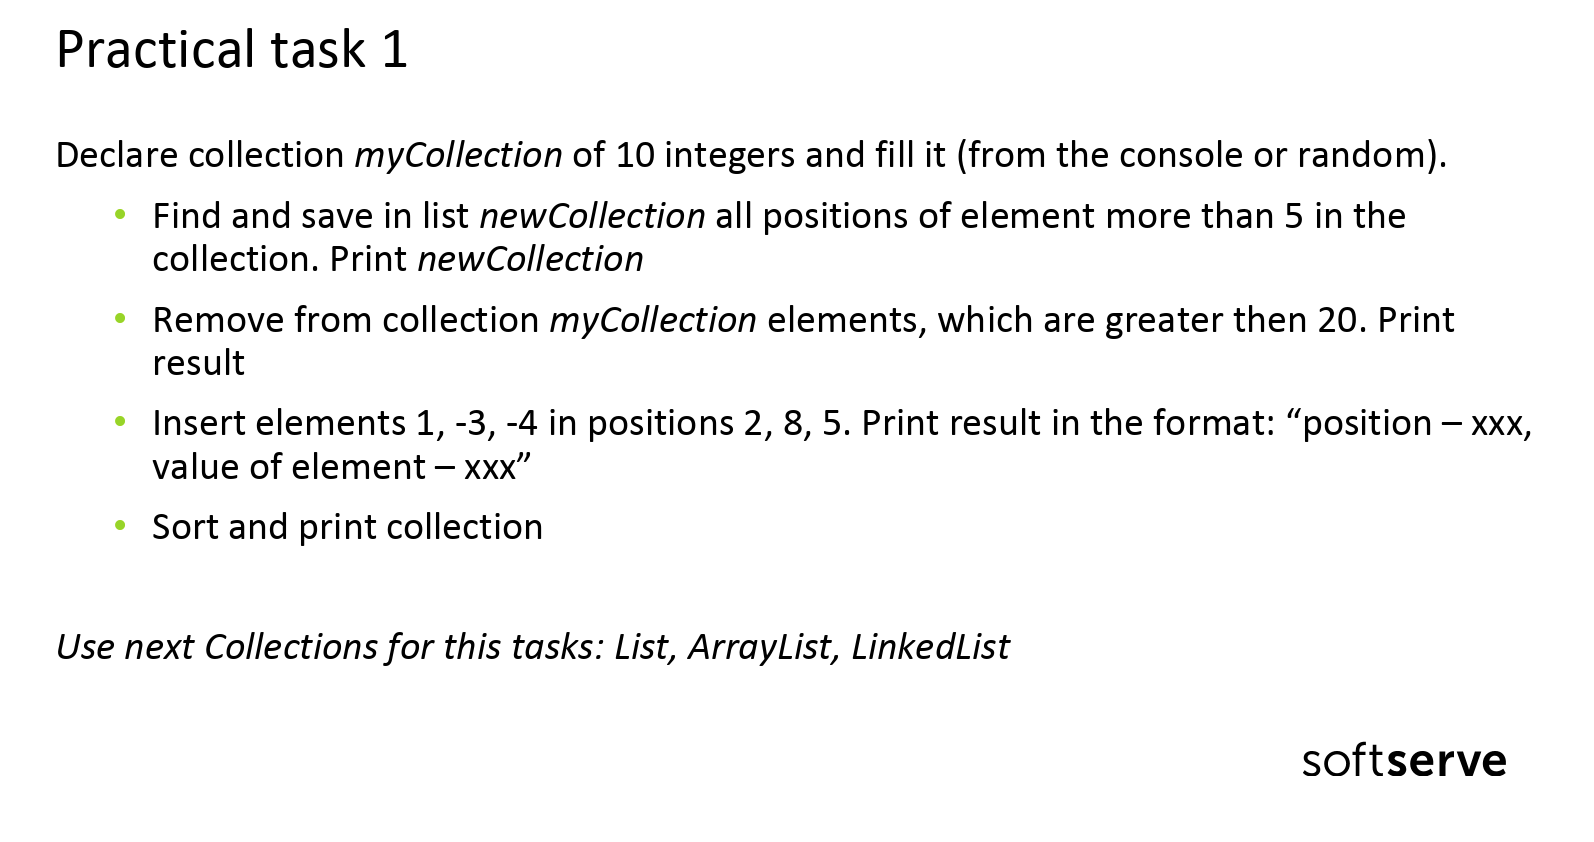 Practical task 1
Declare collection myCollection of 10 integers and fill it (from the console or random).
• Find and save in list newCollection all positions of element more than 5 in the
collection. Print newCollection
• Remove from collection myCollection elements, which are greater then 20. Print
result
• Insert elements 1, -3, -4 in positions 2, 8, 5. Print result in the format: “position – xxx,
value of element – xxx”
• Sort and print collection
Use next Collections for this tasks: List, ArrayList, LinkedList
softserve